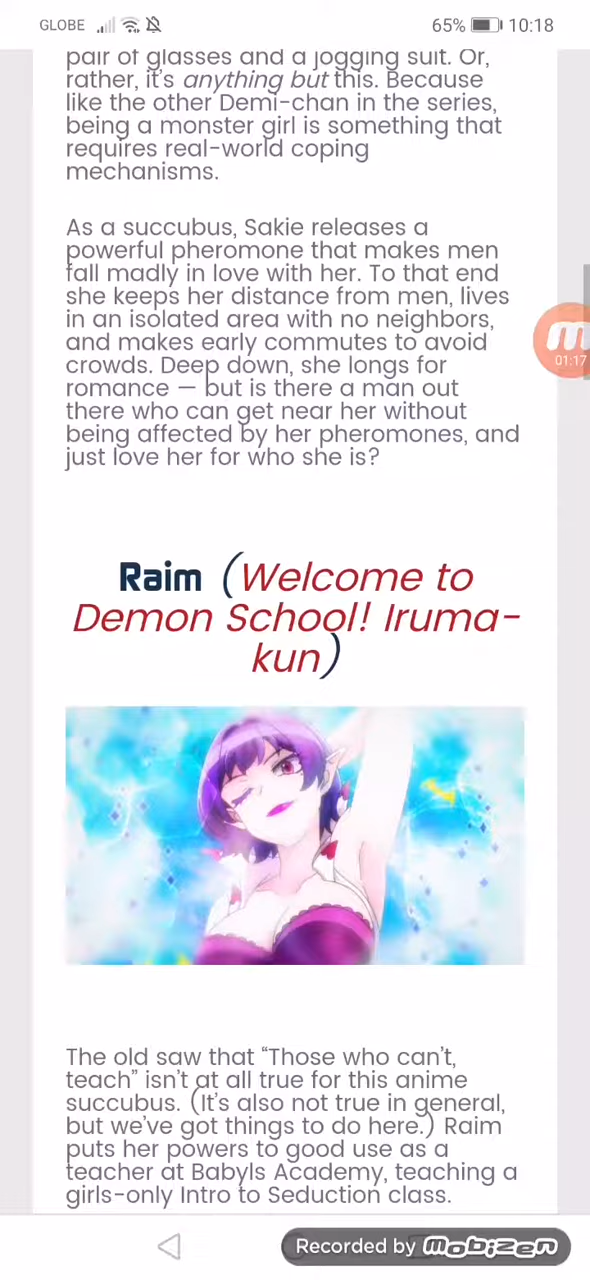 GLOBE 65% 10:18
pair of glasses and a jogging suit. Or,
rather, it's anything but this. Because
like the other Demi-chan in the series,
being a monster girl is something that
requires real-world coping
mechanisms.
As a succubus, Sakie releases a
powerful pheromone that makes men
fall madly in love with her. To that end
she keeps her distance from men, lives
in an isolated area with no neighbors,
and makes early commutes to avoid
crowds. Deep down, she longs for
romance — but is there a man out
there who can get near her without
being affected by her pheromones, and
just love her for who she is?
01:17
Raim (Welcome to
Demon School! Iruma-
kun)
The old saw that “Those who can't,
teach” isn't at all true for this anime
succubus. (It's also not true in general,
but we've got things to do here.) Raim
puts her powers to good use as a
teacher at Babyls Academy, teaching a
girls-only Intro to Seduction class.
Recorded by mobizen